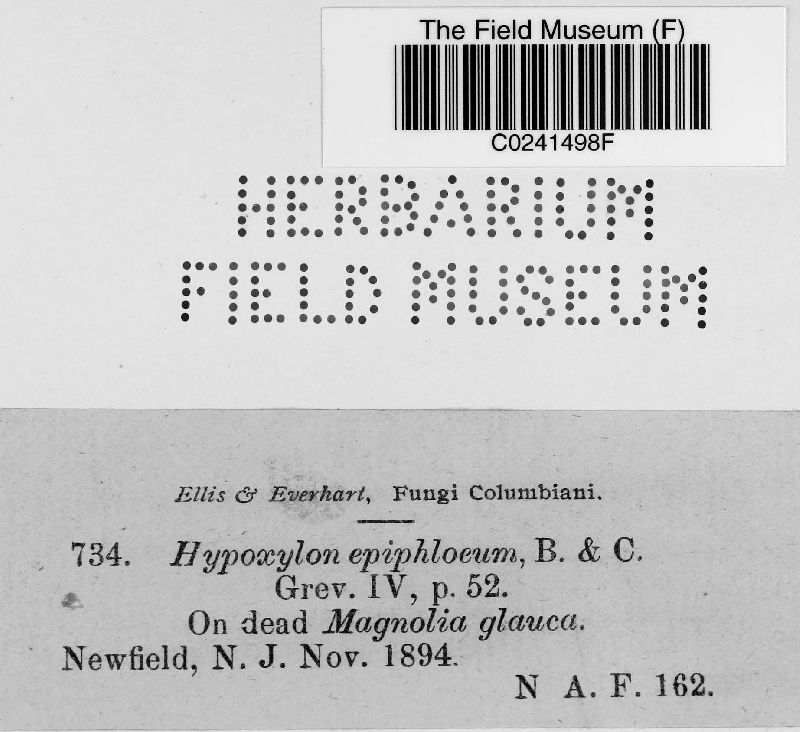 The Field Museum (F)
C0241498F
HERBARIUM
FIELD MUSEUM
Ellis & Everhart, Fungi Columbiani.
734. Hypoxylon epiphloeum, B. & C.
Grev. IV, p. 52.
On dead Magnolia glauca.
Newfield, N. J. Nov. 1894.
N A. F. 162.